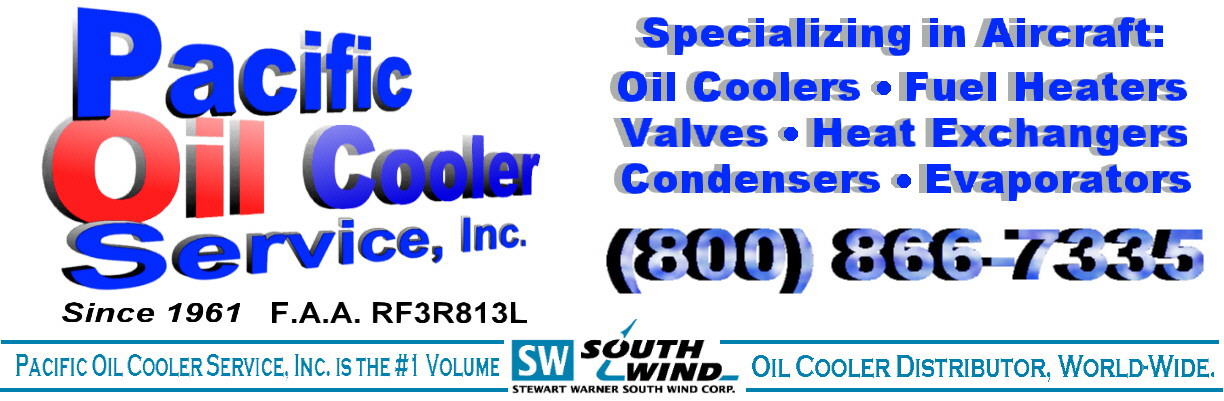 Pacific
Oil Cooler
Service, Inc.
Since 1961 F.A.A. RF3R813L
Specializing in Aircraft:
Oil Coolers • Fuel Heaters
Valves • Heat Exchangers
Condensers • Evaporators
(800) 866-7335
PACIFIC OIL COOLER SERVICE, INC. IS THE #1 VOLUME
SW SOUTH WIND
STEWART WARNER SOUTH WIND CORP.
OIL COOLER DISTRIBUTOR, WORLD-WIDE.